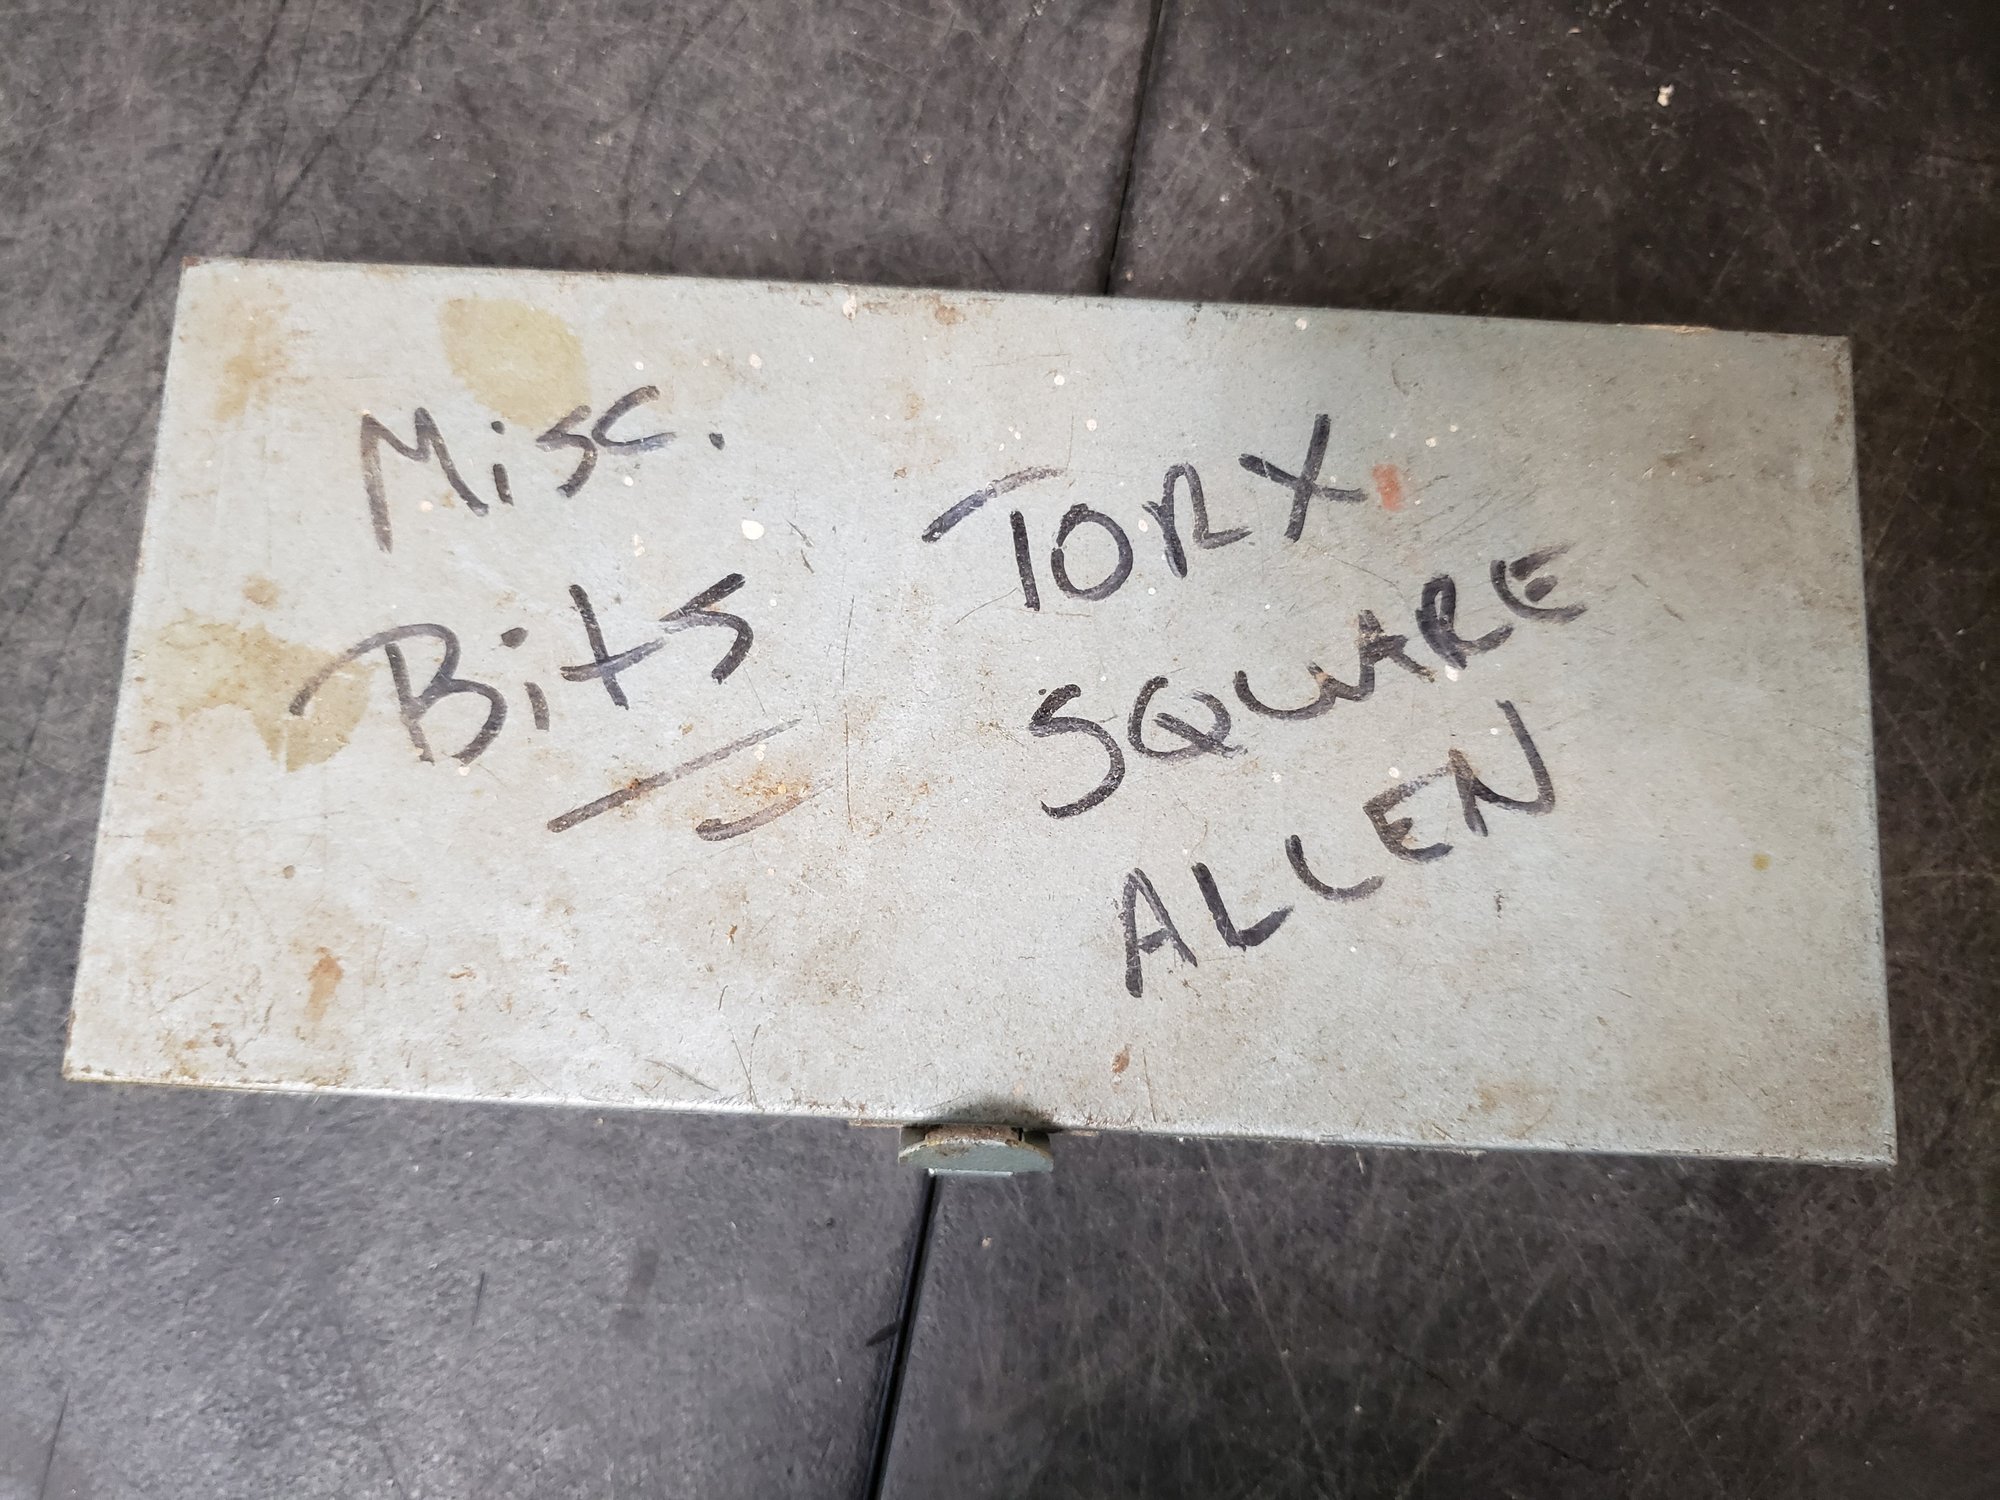 Misc.
Bits
TORX
SQUARE
ALLEN